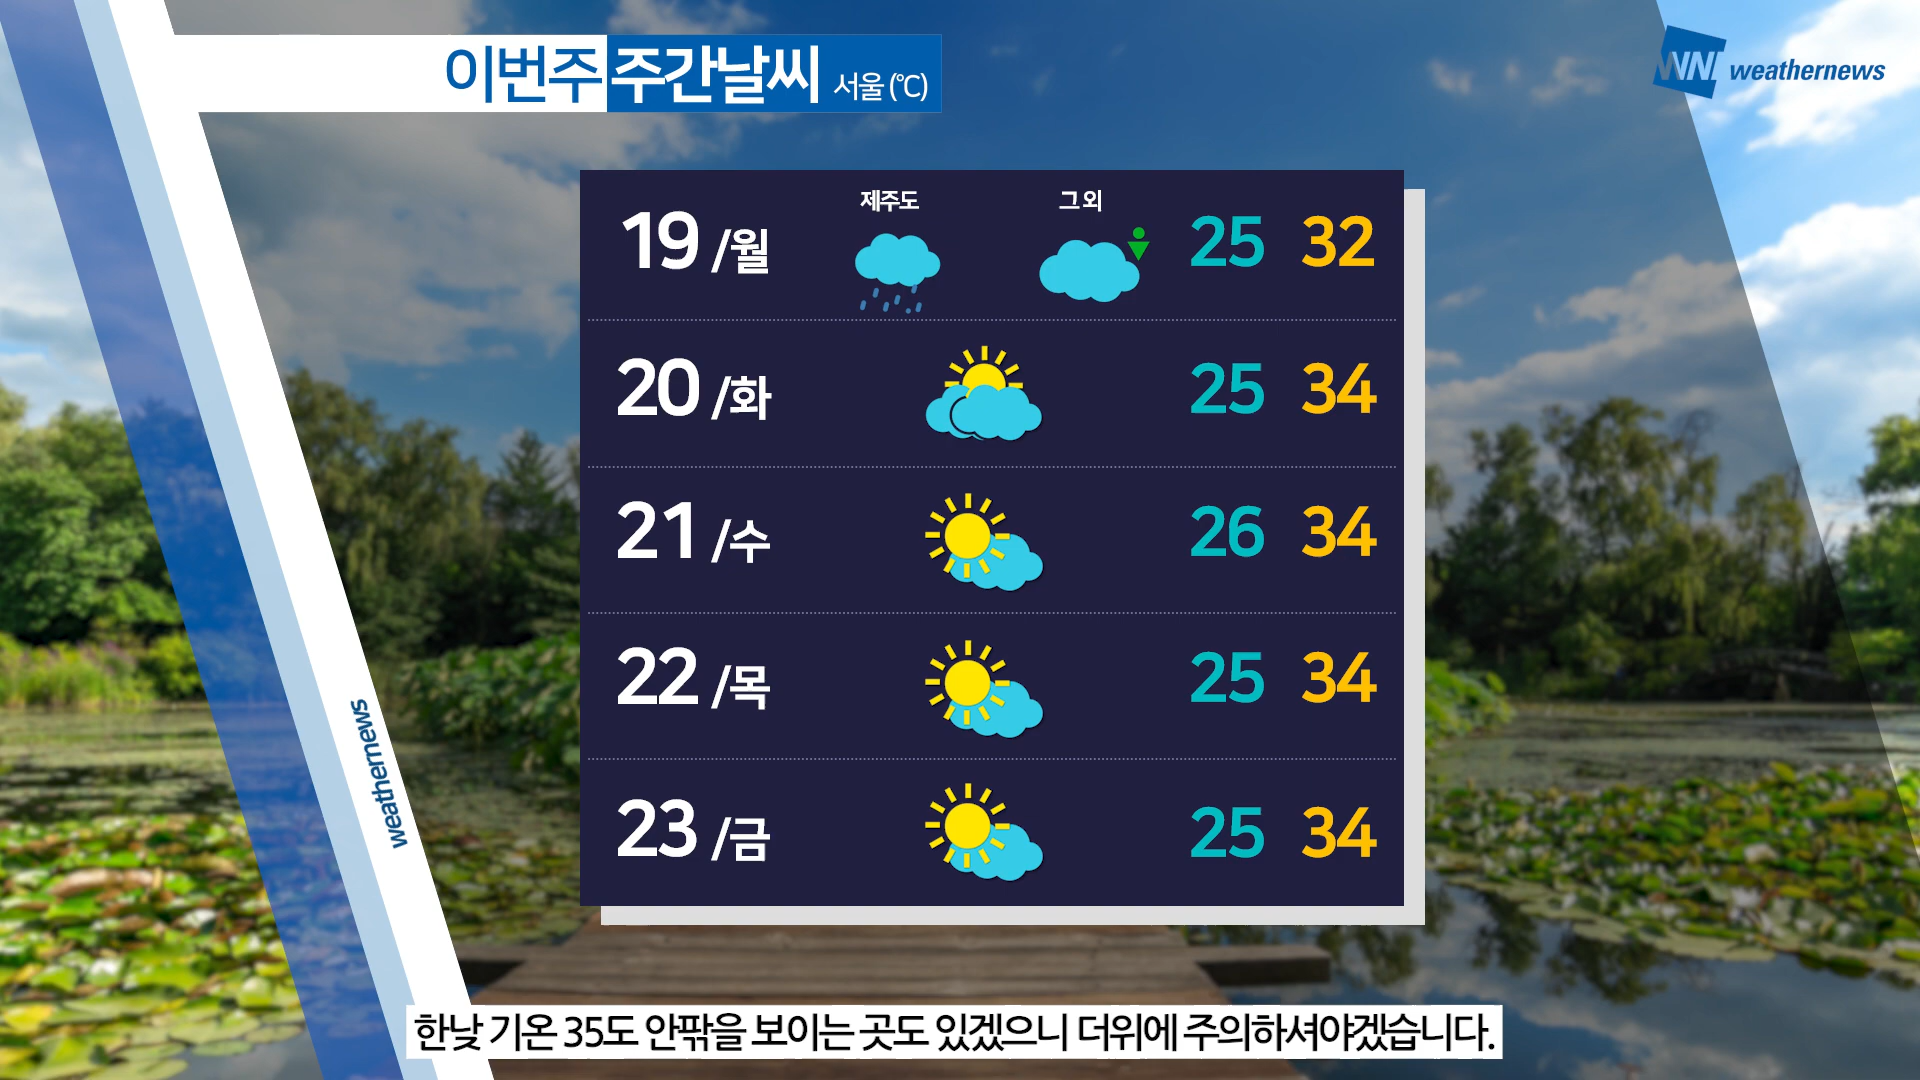 이번주 주간날씨 서울 (℃)
WNI weathernews
제주도 그 외
19 /월 25 32
20 /화 25 34
21 /수 26 34
22 /목 25 34
23 /금 25 34
weathernews
한낮 기온 35도 안팎을 보이는 곳도 있겠으니 더위에 주의하셔야겠습니다.